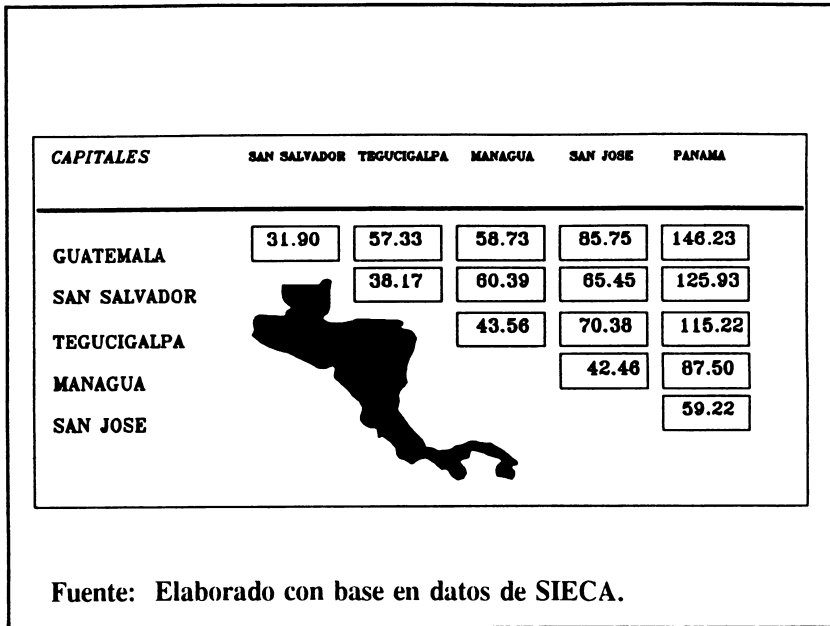 CAPITALES SAN SALVADOR TEGUCIGALPA MANAGUA SAN JOSE PANAMA
GUATEMALA 31.90 57.33 58.73 85.75 146.23
SAN SALVADOR 38.17 60.39 65.45 125.93
TEGUCIGALPA 43.56 70.38 115.22
MANAGUA 42.46 87.50
SAN JOSE 59.22
Fuente: Elaborado con base en datos de SIECA.